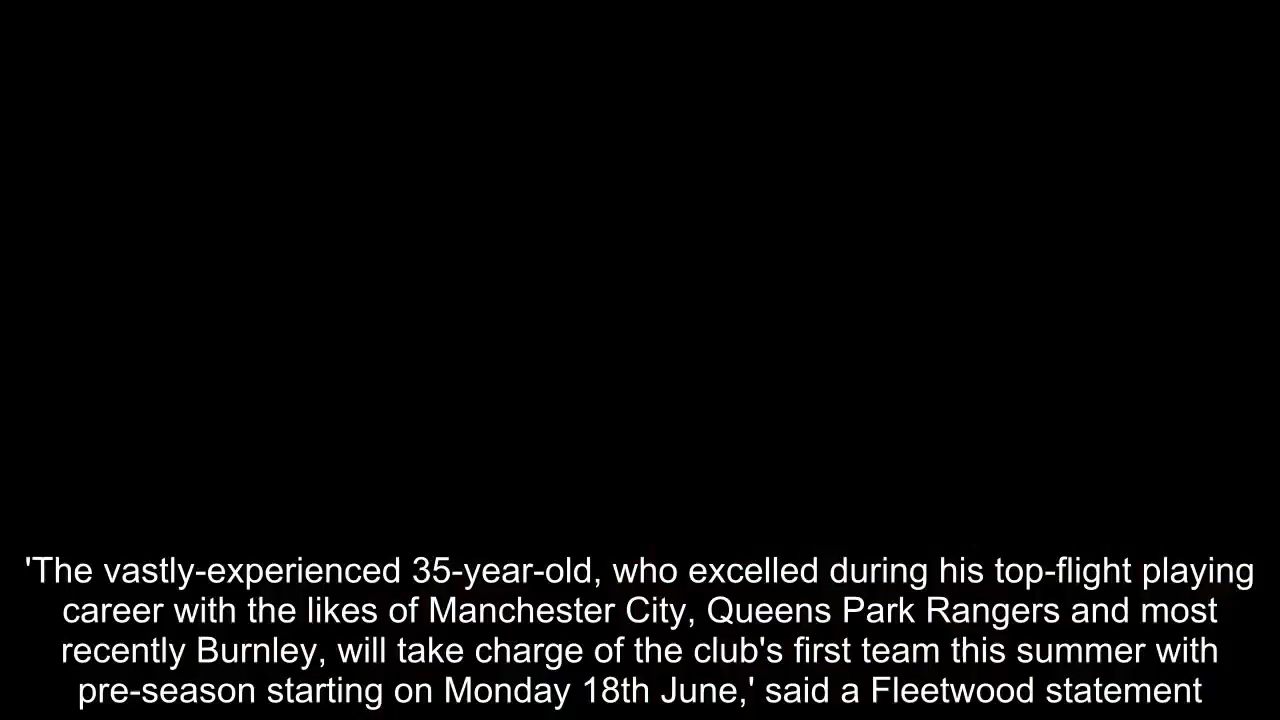 'The vastly-experienced 35-year-old, who excelled during his top-flight playing
career with the likes of Manchester City, Queens Park Rangers and most
recently Burnley, will take charge of the club's first team this summer with
pre-season starting on Monday 18th June,' said a Fleetwood statement